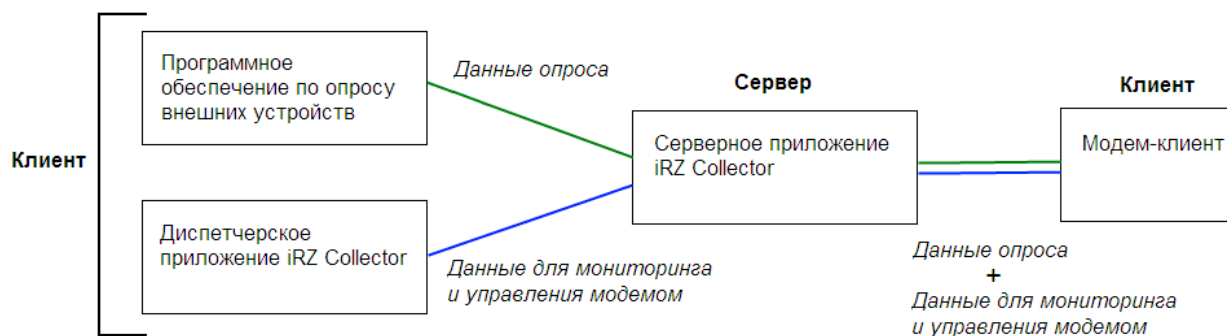 Клиент
Программное
обеспечение по опросу
внешних устройств
Диспетчерское
приложение iRZ Collector
Данные опроса
Данные для мониторинга
и управления модемом
Сервер
Серверное приложение
iRZ Collector
Клиент
Модем-клиент
Данные опроса
+
Данные для мониторинга
и управления модемом